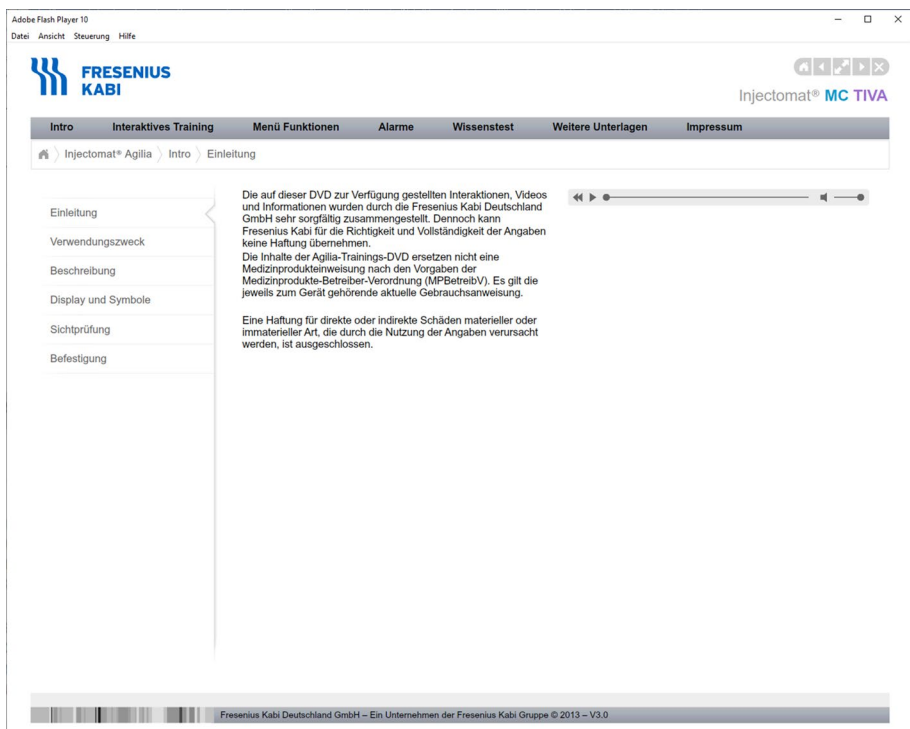 Adobe Flash Player 10
Datei Ansicht Steuerung Hilfe
FRESENIUS
KABI
Injectomat® MC TIVA
Intro Interaktives Training Menü Funktionen Alarme Wissenstest Weitere Unterlagen Impressum
Injectomat® Agilia Intro Einleitung
Einleitung
Verwendungszweck
Beschreibung
Display und Symbole
Sichtprüfung
Befestigung
Die auf dieser DVD zur Verfügung gestellten Interaktionen, Videos
und Informationen wurden durch die Fresenius Kabi Deutschland
GmbH sehr sorgfältig zusammengestellt. Dennoch kann
Fresenius Kabi für die Richtigkeit und Vollständigkeit der Angaben
keine Haftung übernehmen.
Die Inhalte der Agilia-Trainings-DVD ersetzen nicht eine
Medizinprodukteinweisung nach den Vorgaben der
Medizinprodukte-Betreiber-Verordnung (MPBetreibV). Es gilt die
jeweils zum Gerät gehörende aktuelle Gebrauchsanweisung.
Eine Haftung für direkte oder indirekte Schäden materieller oder
immaterieller Art, die durch die Nutzung der Angaben verursacht
werden, ist ausgeschlossen.
Fresenius Kabi Deutschland GmbH – Ein Unternehmen der Fresenius Kabi Gruppe © 2013 – V3.0